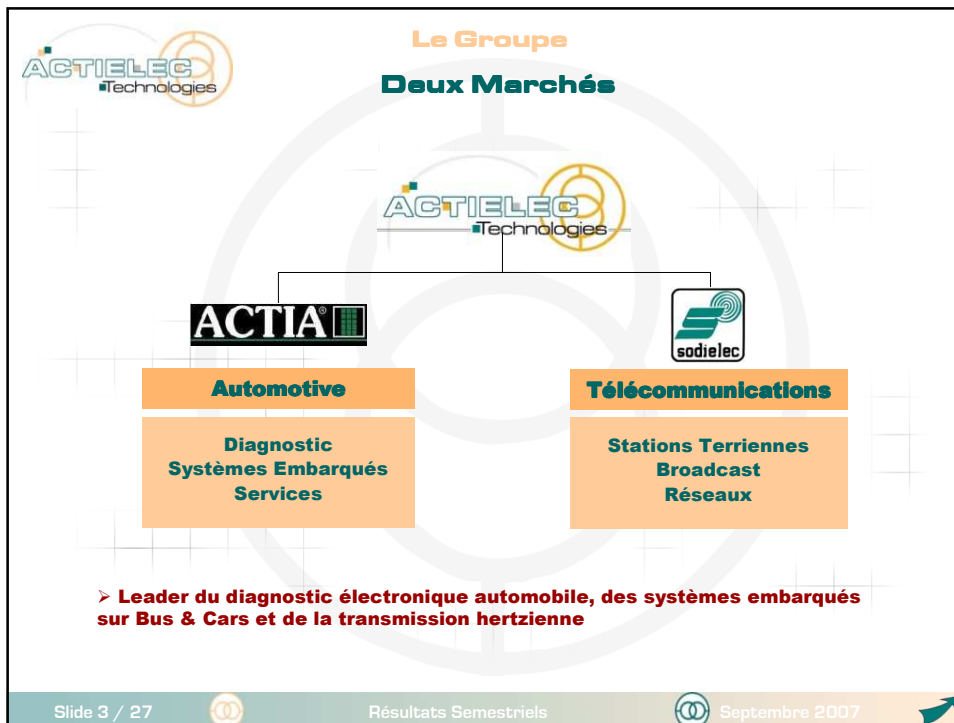 ACTIELEC
Technologies
Le Groupe
Deux Marchés
ACTIELEC
Technologies
ACTIA®
sodielec
Automotive
Télécommunications
Diagnostic
Systèmes Embarqués
Services
Stations Terriennes
Broadcast
Réseaux
➢ Leader du diagnostic électronique automobile, des systèmes embarqués
sur Bus & Cars et de la transmission hertzienne
Slide 3 / 27
Résultats Semestriels
Septembre 2007